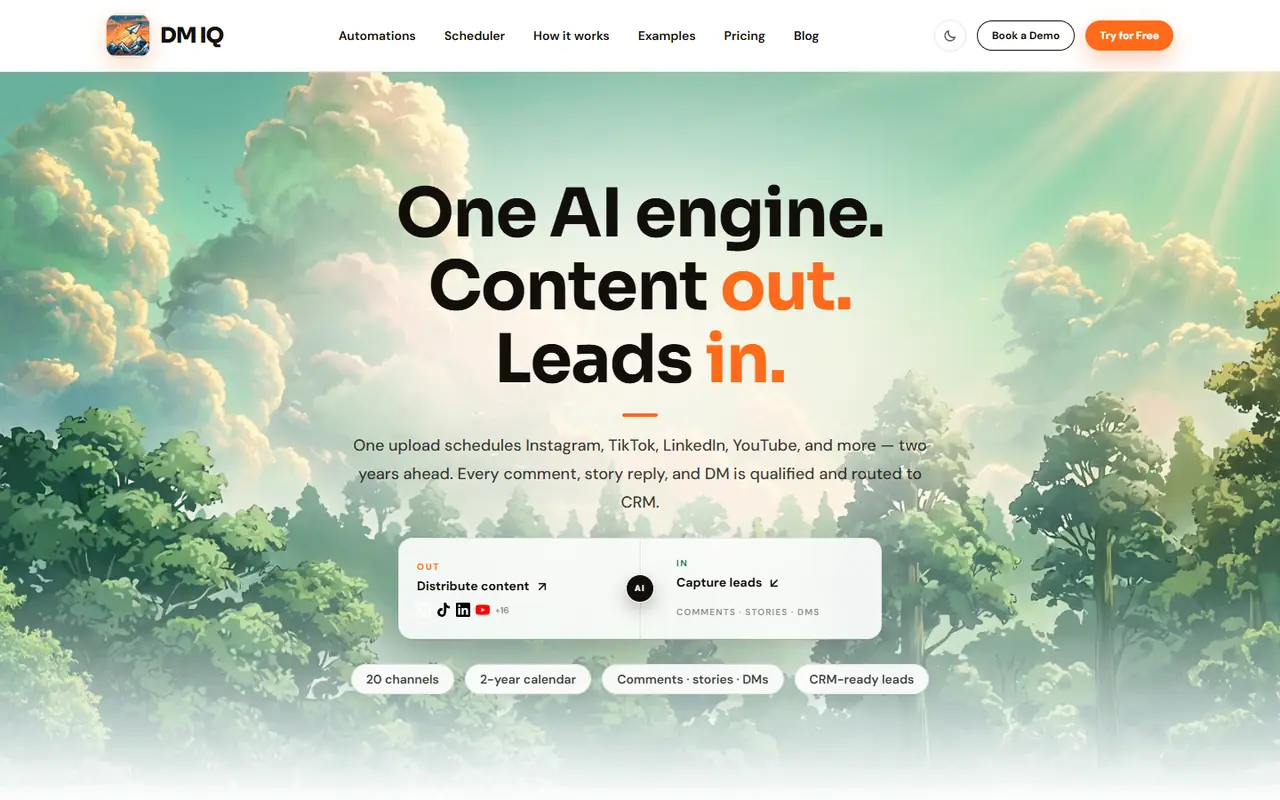 DM IQ
Automations
Scheduler
How it works
Examples
Pricing
Blog
Book a Demo
Try for Free
One AI engine.
Content out.
Leads in.
One upload schedules Instagram, TikTok, LinkedIn, YouTube, and more — two
years ahead. Every comment, story reply, and DM is qualified and routed to
CRM.
OUT
Distribute content
+16
AI
IN
Capture leads
COMMENTS · STORIES · DMS
20 channels
2-year calendar
Comments · stories · DMs
CRM-ready leads